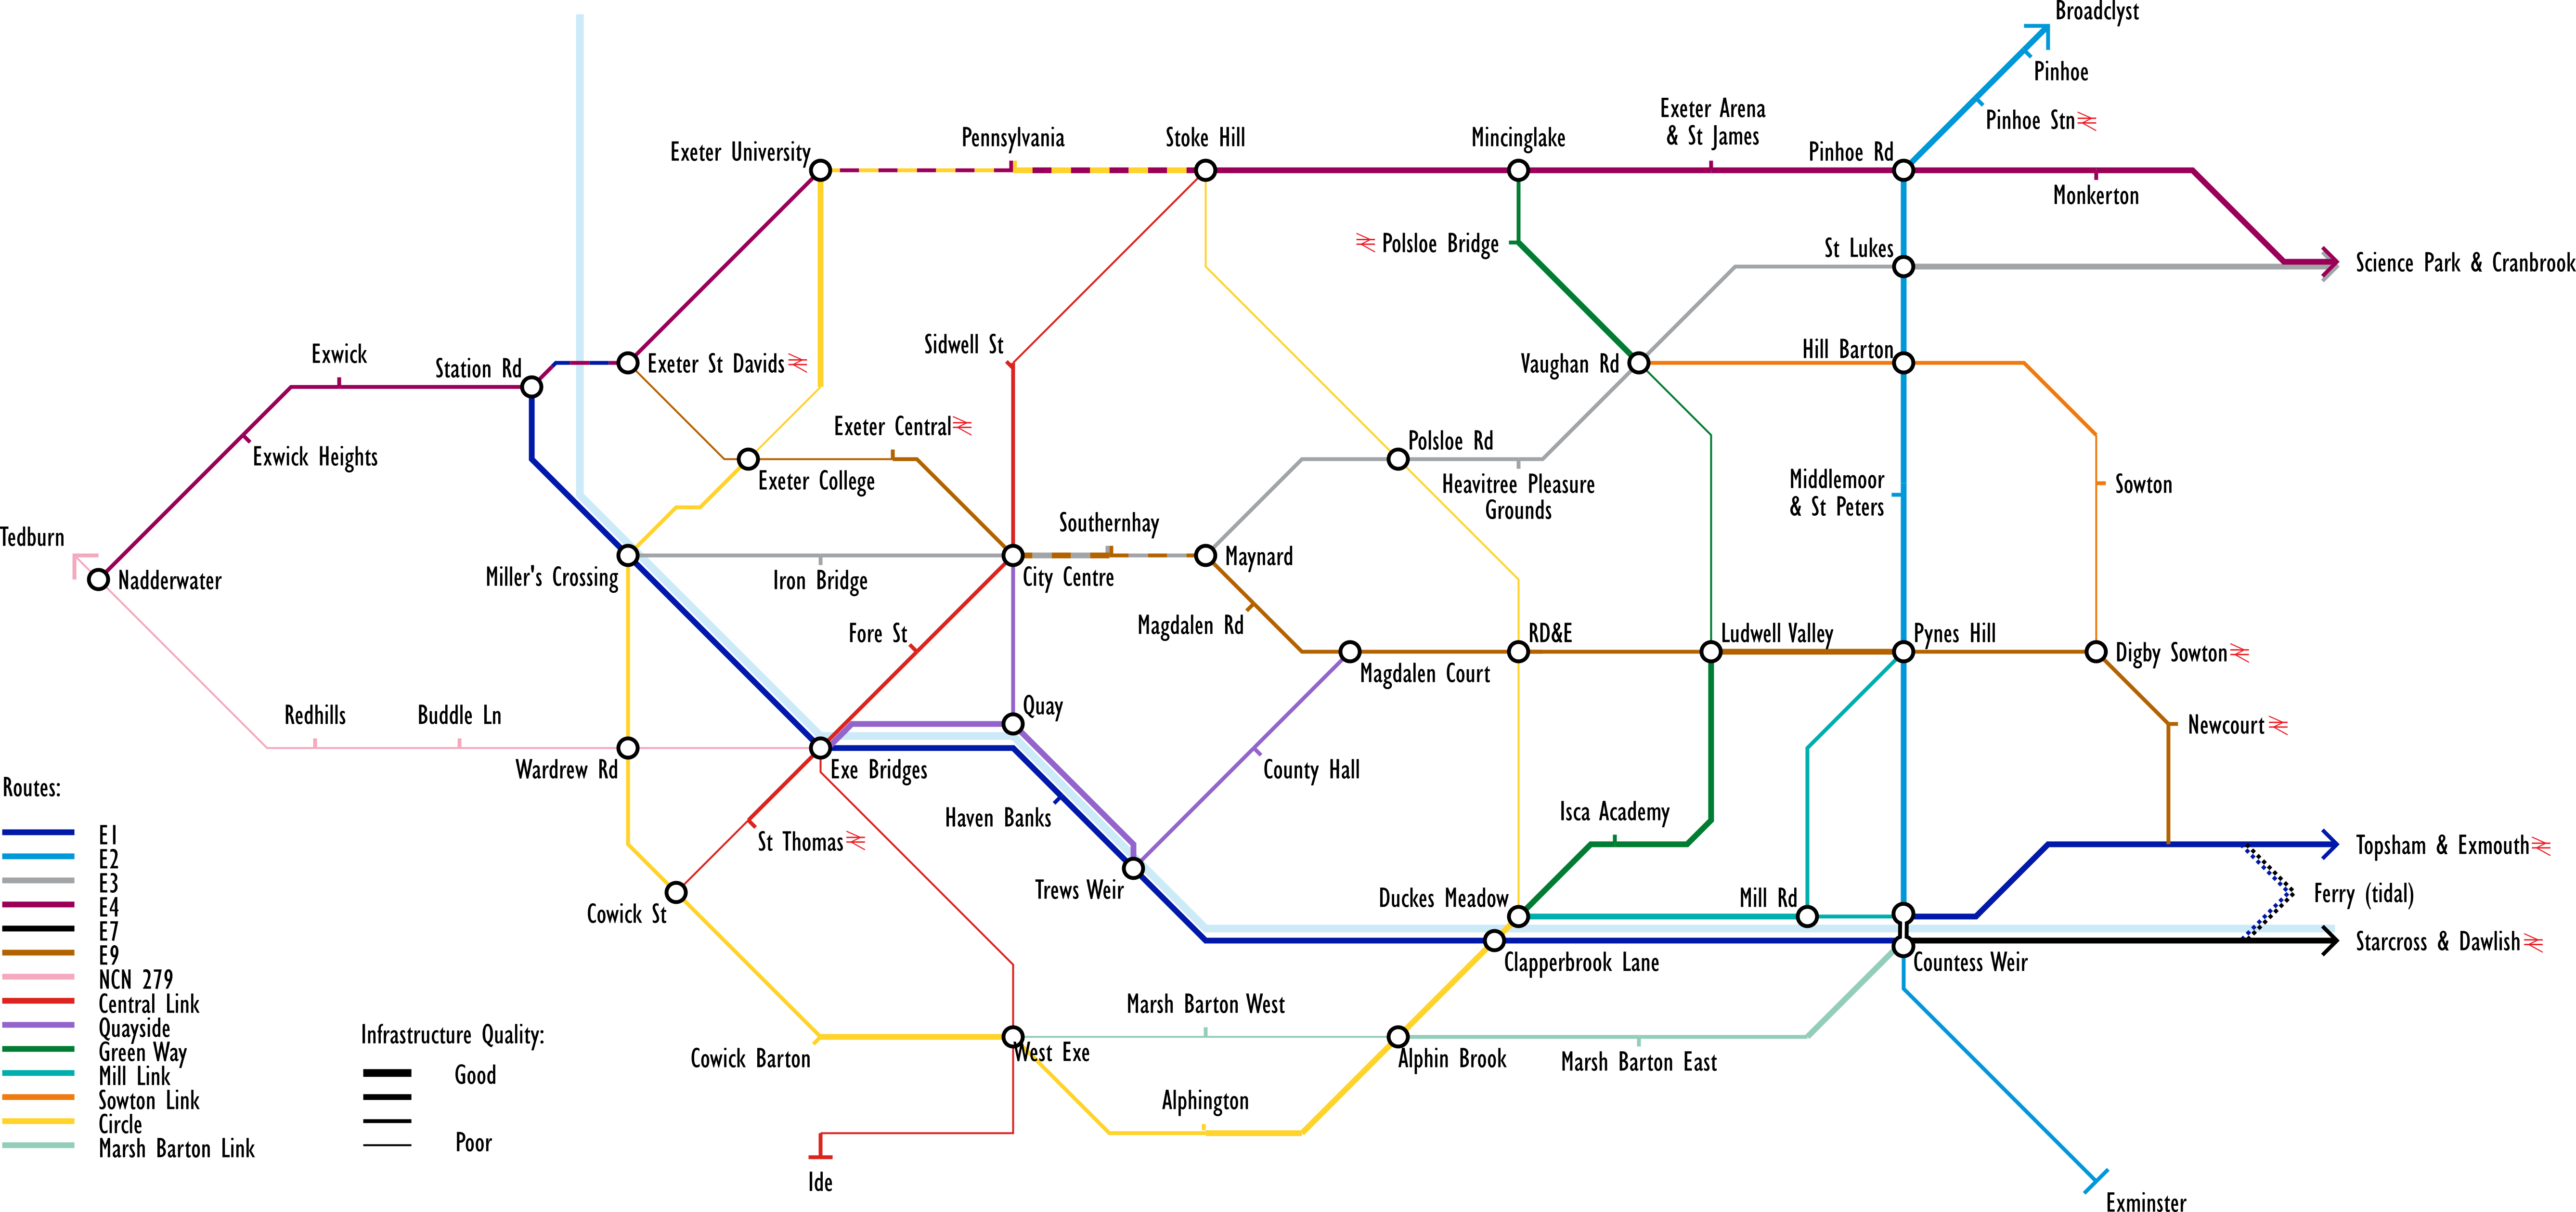 Broadclyst
Pinhoe
Pinhoe Stn
Exeter Arena
& St James
Exeter University
Pennsylvania
Stoke Hill
Mincinglake
Pinhoe Rd
Monkerton
Polsloe Bridge
St Lukes
Science Park & Cranbrook
Exwick
Station Rd
Exeter St Davids
Sidwell St
Vaughan Rd
Hill Barton
Exwick Heights
Exeter Central
Exeter College
Polsloe Rd
Heavitree Pleasure
Grounds
Middlemoor
& St Peters
Sowton
Tedburn
Nadderwater
Miller's Crossing
Iron Bridge
City Centre
Southernhay
Maynard
Magdalen Rd
Fore St
RD&E
Ludwell Valley
Pynes Hill
Digby Sowton
Magdalen Court
Redhills
Buddle Ln
Quay
Newcourt
Wardrew Rd
Exe Bridges
County Hall
Haven Banks
Isca Academy
St Thomas
Topsham & Exmouth
Trews Weir
Duckes Meadow
Mill Rd
Ferry (tidal)
Cowick St
Clapperbrook Lane
Countess Weir
Starcross & Dawlish
Marsh Barton West
Cowick Barton
West Exe
Alphin Brook
Marsh Barton East
Alphington
Ide
Exminster
Routes:
E1
E2
E3
E4
E7
E9
NCN 279
Central Link
Quayside
Green Way
Mill Link
Sowton Link
Circle
Marsh Barton Link
Infrastructure Quality:
Good
Poor